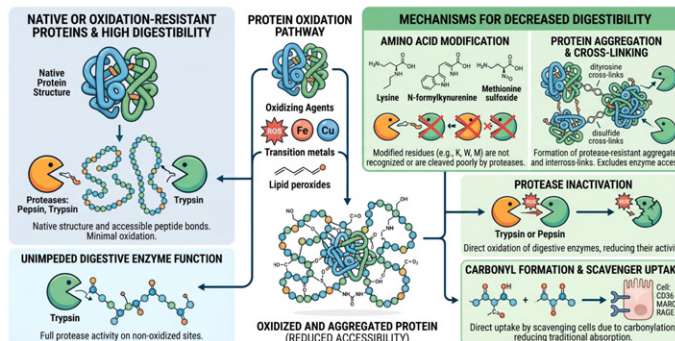 NATIVE OR OXIDATION-RESISTANT
PROTEINS & HIGH DIGESTIBILITY
Native
Protein
Structure
Proteases:
Pepsin, Trypsin
Trypsin
Native structure and accessible peptide bonds.
Minimal oxidation.
UNIMPEDED DIGESTIVE ENZYME FUNCTION
Trypsin
Full protease activity on non-oxidized sites.
PROTEIN OXIDATION
PATHWAY
Oxidizing Agents
ROS
Fe
Cu
Transition metals
Lipid peroxides
OXIDIZED AND AGGREGATED PROTEIN
(REDUCED ACCESSIBILITY)
MECHANISMS FOR DECREASED DIGESTIBILITY
AMINO ACID MODIFICATION
Lysine
N-formylkynurenine
Methionine
sulfoxide
Modified residues (e.g., K, W, M) are not
recognized or are cleaved poorly by proteases.
PROTEIN AGGREGATION
& CROSS-LINKING
dityrosine
cross-links
disulfide
cross-links
Formation of protease-resistant aggregate
and interross-links. Excludes enzyme acces
PROTEASE INACTIVATION
ROS
Trypsin or Pepsin
Direct oxidation of digestive enzymes, reducing their activi
CARBONYL FORMATION & SCAVENGER UPTAK
Cell:
CD36
MARC
RAGE
Direct uptake by scavenging cells due to carbonylation
reducing traditional absorption.